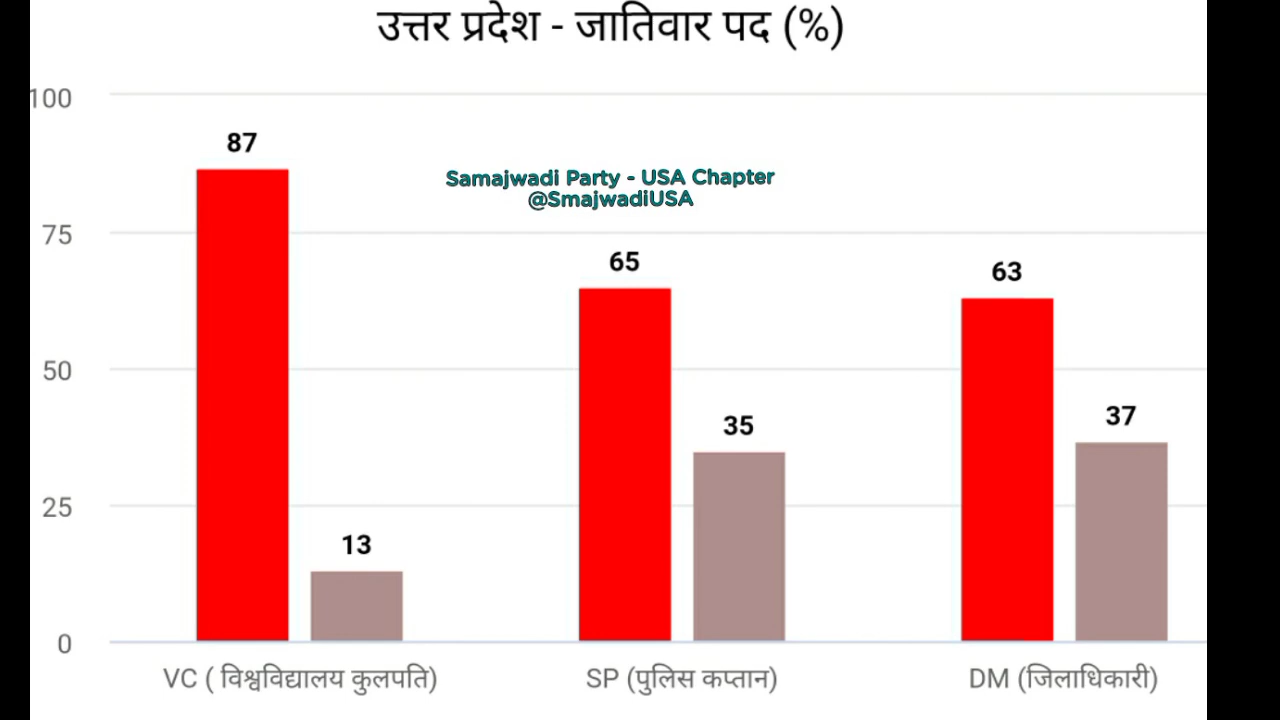 उत्तर प्रदेश - जातिवार पद (%)
100
87
Samajwadi Party - USA Chapter
@SmajwadiUSA
75
65
63
50
35
37
25
13
0
VC ( विश्वविद्यालय कुलपति)
SP (पुलिस कप्तान)
DM (जिलाधिकारी)